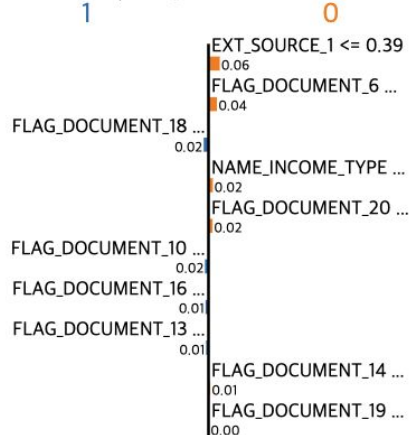 1 0
EXT_SOURCE_1 <= 0.39
0.06
FLAG_DOCUMENT_6 ...
0.04
FLAG_DOCUMENT_18 ...
0.02
NAME_INCOME_TYPE ...
0.02
FLAG_DOCUMENT_20 ...
0.02
FLAG_DOCUMENT_10 ...
0.02
FLAG_DOCUMENT_16 ...
0.01
FLAG_DOCUMENT_13 ...
0.01
FLAG_DOCUMENT_14 ...
0.01
FLAG_DOCUMENT_19 ...
0.00